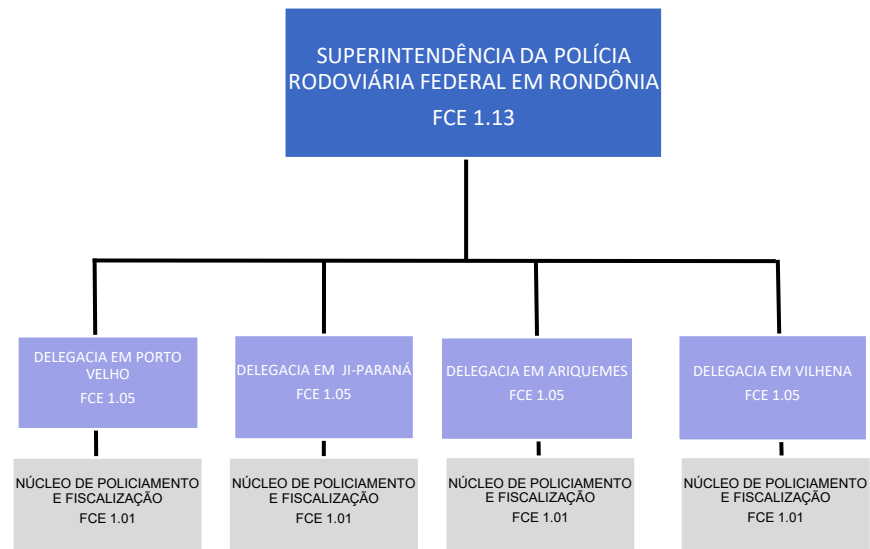 SUPERINTENDÊNCIA DA POLÍCIA
RODOVIÁRIA FEDERAL EM RONDÔNIA
FCE 1.13
DELEGACIA EM PORTO
VELHO
FCE 1.05
DELEGACIA EM JI-PARANÁ
FCE 1.05
DELEGACIA EM ARIQUEMES
FCE 1.05
DELEGACIA EM VILHENA
FCE 1.05
NÚCLEO DE POLICIAMENTO
E FISCALIZAÇÃO
FCE 1.01
NÚCLEO DE POLICIAMENTO
E FISCALIZAÇÃO
FCE 1.01
NÚCLEO DE POLICIAMENTO
E FISCALIZAÇÃO
FCE 1.01
NÚCLEO DE POLICIAMENTO
E FISCALIZAÇÃO
FCE 1.01